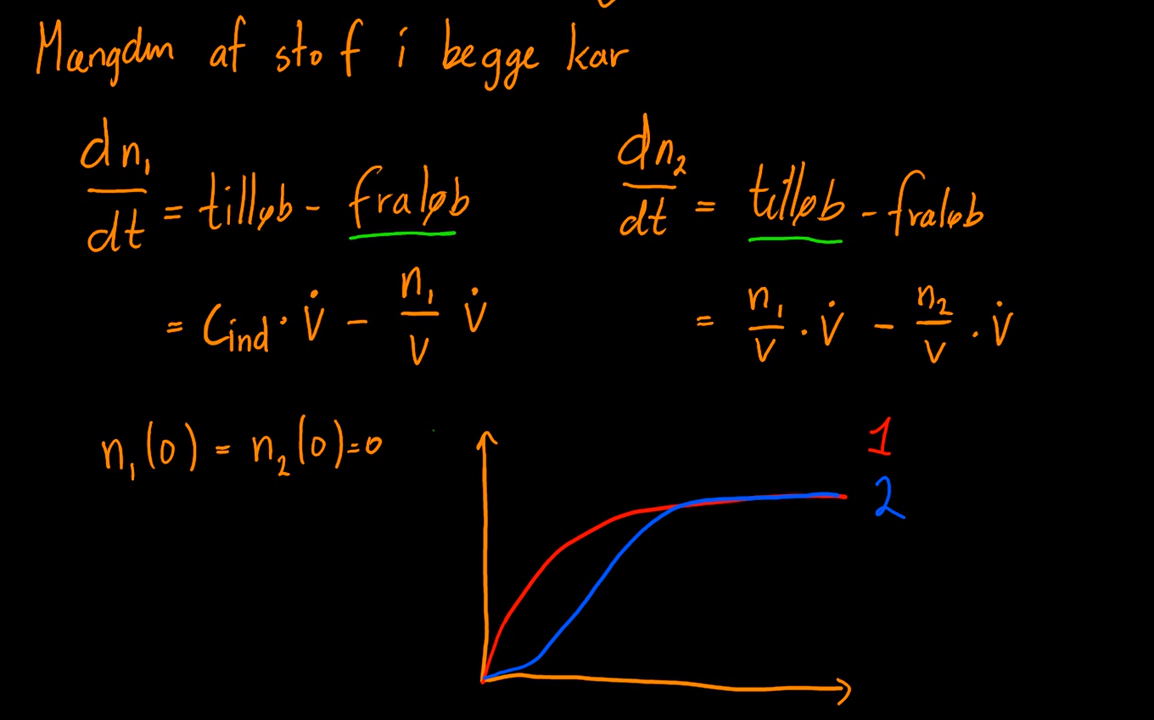 Mængden af stof i begge kar
dn₁/dt = tilløb - fraløb
= Cind · V̇ - n₁/V V̇
dn₂/dt = tilløb - fraløb
= n₁/V · V̇ - n₂/V · V̇
n₁(0) = n₂(0)=0
1
2